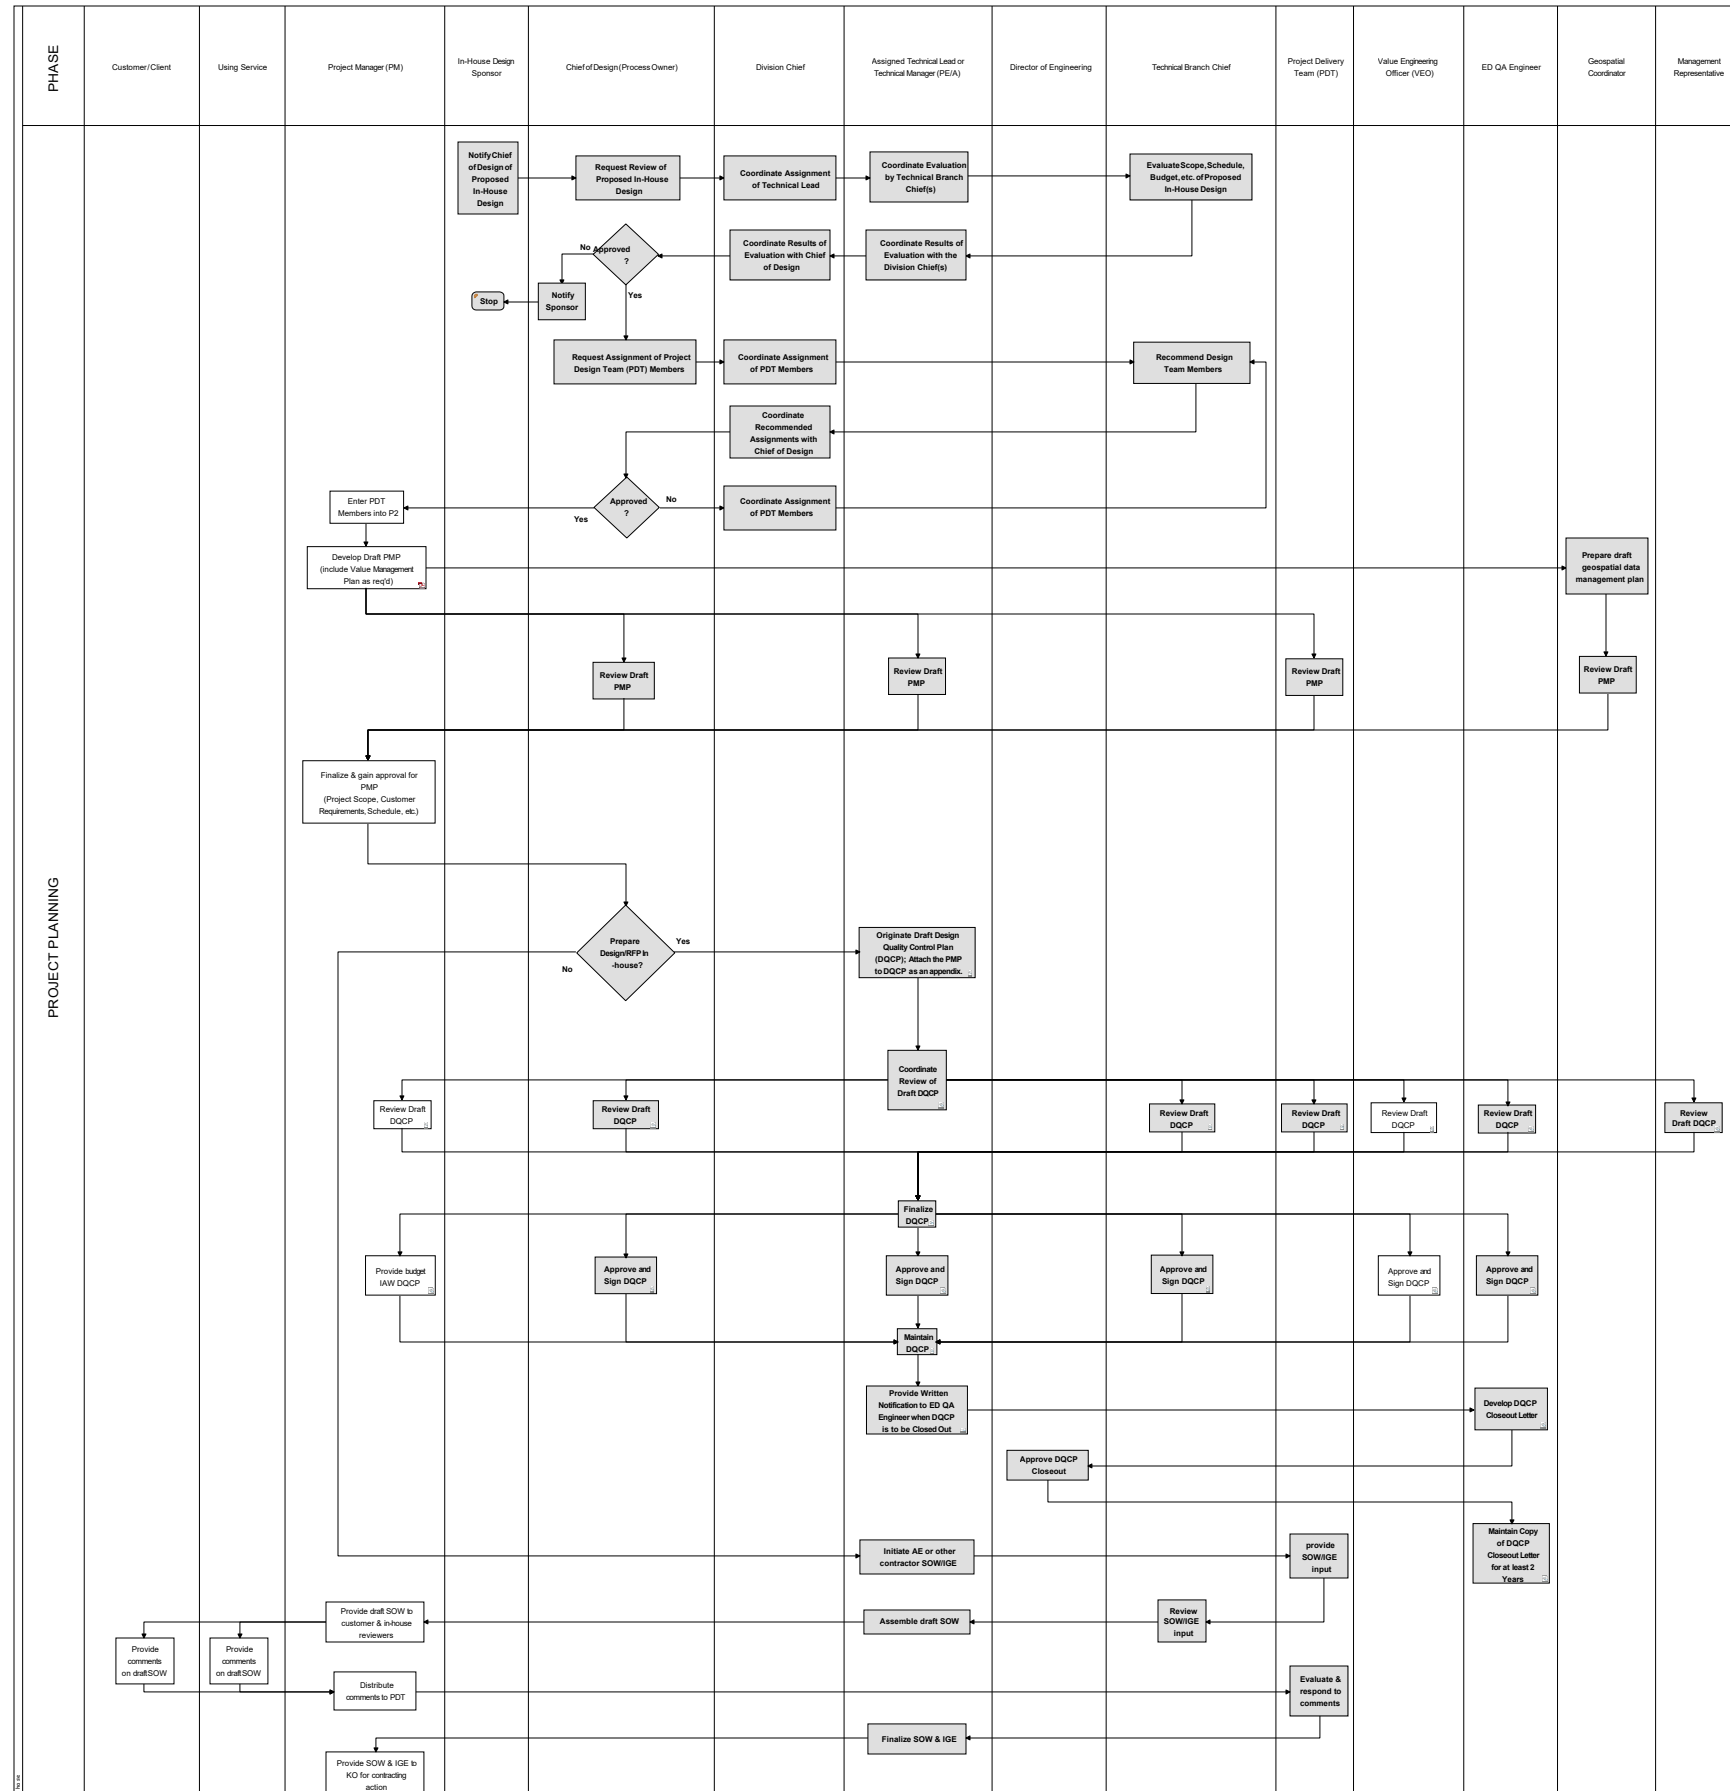 PHASE
Customer/Client
Using Service
Project Manager (PM)
In-House Design
Sponsor
Chief of Design (Process Owner)
Division Chief
Assigned Technical Lead or
Technical Manager (PE/A)
Director of Engineering
Technical Branch Chief
Project Delivery
Team (PDT)
Value Engineering
Officer (VEO)
ED QA Engineer
Geospatial
Coordinator
Management
Representative
PROJECT PLANNING
Notify Chief
of Design of
Proposed
In-House
Design
Request Review of
Proposed In-House
Design
Coordinate Assignment
of Technical Lead
Coordinate Evaluation
by Technical Branch
Chief(s)
Evaluate Scope, Schedule,
Budget, etc. of Proposed
In-House Design
No
Approved
?
Coordinate Results of
Evaluation with Chief
of Design
Coordinate Results of
Evaluation with the
Division Chief(s)
Stop
Notify
Sponsor
Yes
Request Assignment of Project
Design Team (PDT) Members
Coordinate Assignment
of PDT Members
Recommend Design
Team Members
Coordinate
Recommended
Assignments with
Chief of Design
Enter PDT
Members into P2
Yes
Approved
?
No
Coordinate Assignment
of PDT Members
Develop Draft PMP
(include Value Management
Plan as req'd)
Prepare draft
geospatial data
management plan
Review Draft
PMP
Review Draft
PMP
Review Draft
PMP
Review Draft
PMP
Finalize & gain approval for
PMP
(Project Scope, Customer
Requirements, Schedule, etc.)
Prepare
Design/RFP In
-house?
Yes
No
Originate Draft Design
Quality Control Plan
(DQCP); Attach the PMP
to DQCP as an appendix.
Coordinate
Review of
Draft DQCP
Review Draft
DQCP
Review Draft
DQCP
Review Draft
DQCP
Review Draft
DQCP
Review Draft
DQCP
Review Draft
DQCP
Review
Draft DQCP
Finalize
DQCP
Provide budget
IAW DQCP
Approve and
Sign DQCP
Approve and
Sign DQCP
Approve and
Sign DQCP
Approve and
Sign DQCP
Approve and
Sign DQCP
Maintain
DQCP
Provide Written
Notification to ED QA
Engineer when DQCP
is to be Closed Out
Develop DQCP
Closeout Letter
Approve DQCP
Closeout
Maintain Copy
of DQCP
Closeout Letter
for at least 2
Years
Initiate AE or other
contractor SOW/IGE
provide
SOW/IGE
input
Provide draft SOW to
customer & in-house
reviewers
Assemble draft SOW
Review
SOW/IGE
input
Provide
comments
on draft SOW
Provide
comments
on draft SOW
Distribute
comments to PDT
Evaluate &
respond to
comments
Finalize SOW & IGE
Provide SOW & IGE to
KO for contracting
action